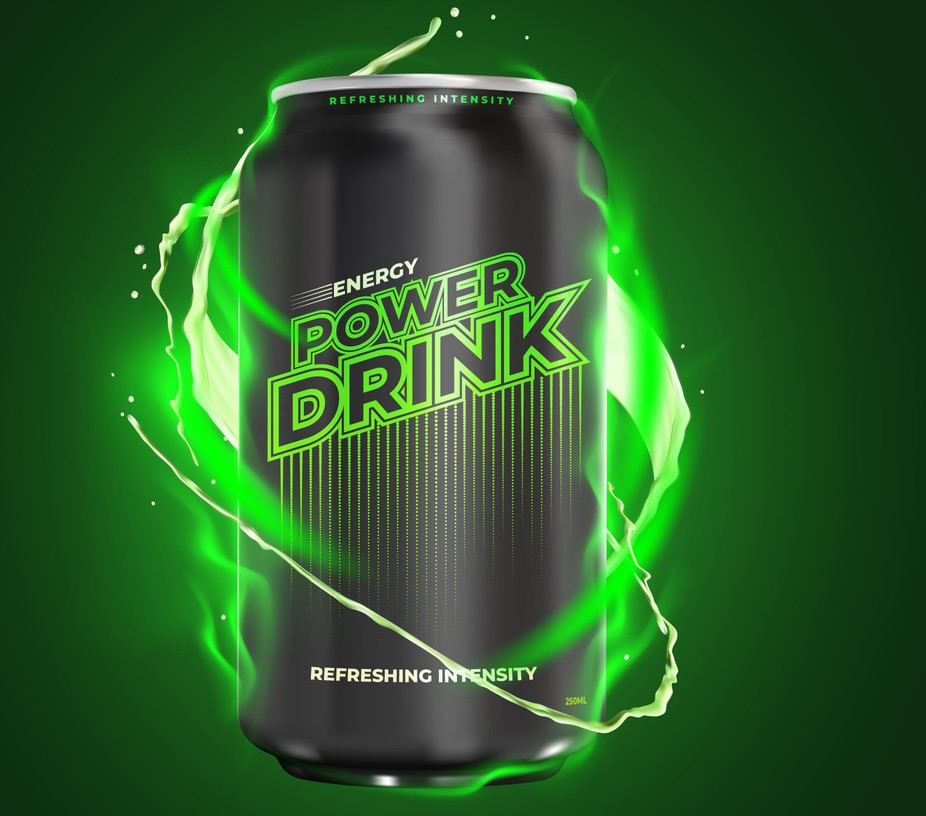 REFRESHING INTENSITY
ENERGY
POWER
DRINK
REFRESHING INTENSITY
250ML